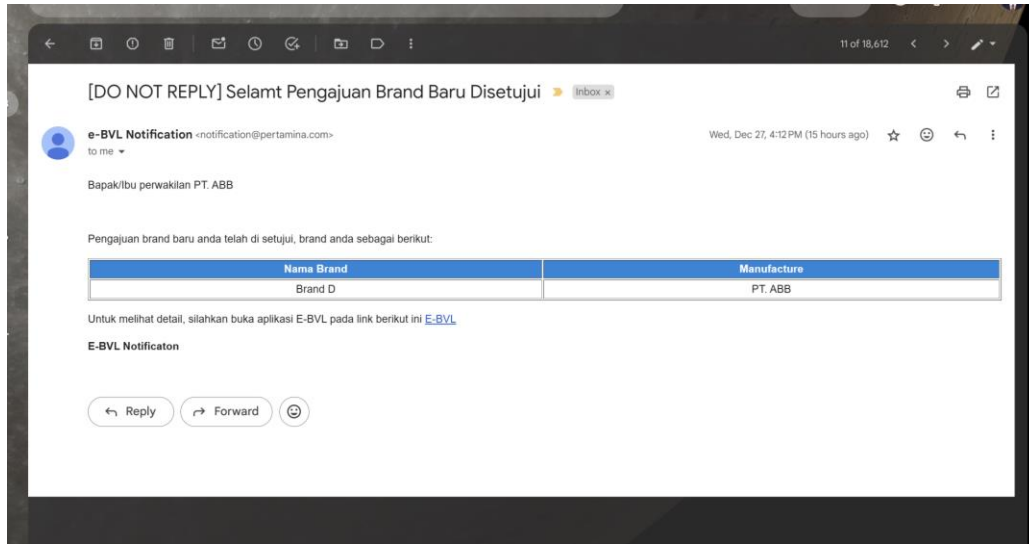 11 of 18,612
[DO NOT REPLY] Selamt Pengajuan Brand Baru Disetujui Inbox x
e-BVL Notification <notification@pertamina.com> Wed, Dec 27, 4:12 PM (15 hours ago)
to me
Bapak/Ibu perwakilan PT. ABB
Pengajuan brand baru anda telah di setujui, brand anda sebagai berikut:
Nama Brand Manufacture
Brand D PT. ABB
Untuk melihat detail, silahkan buka aplikasi E-BVL pada link berikut ini E-BVL
E-BVL Notificaton
Reply Forward